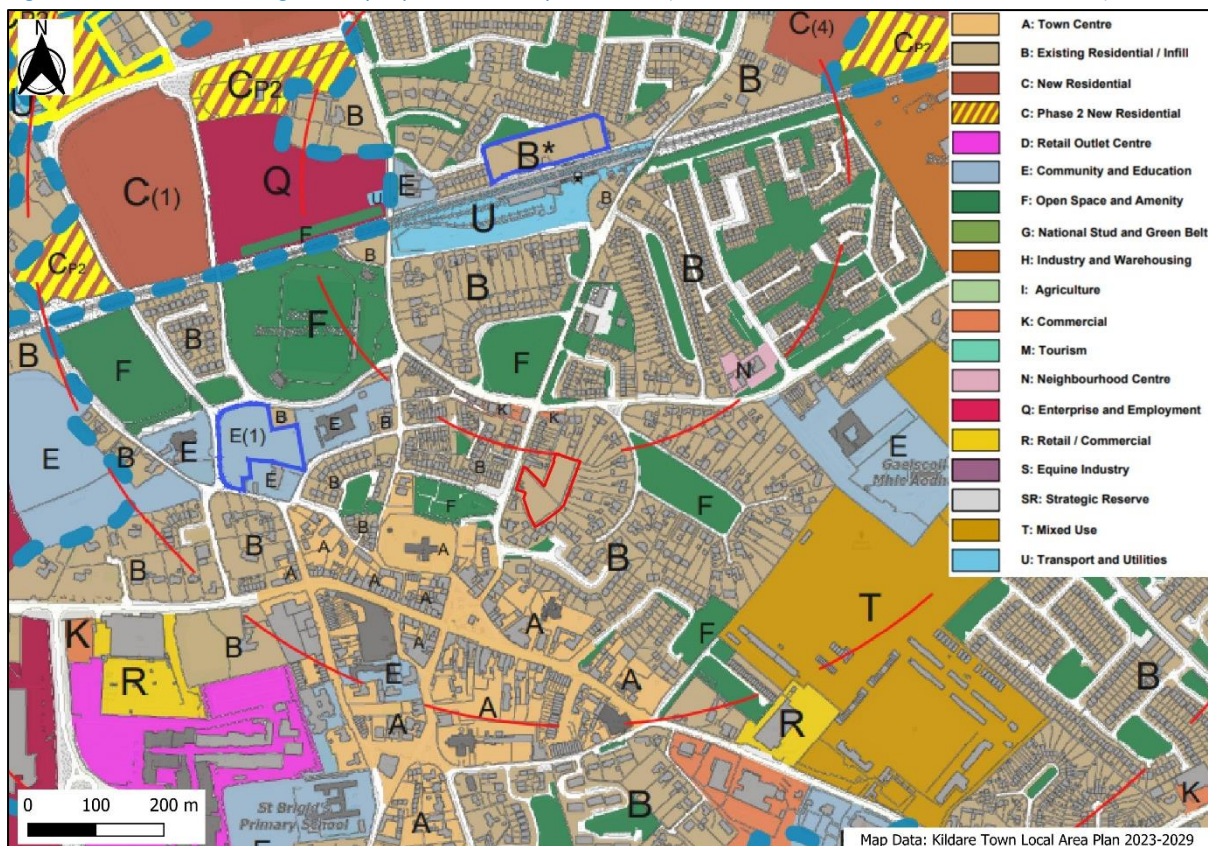 N
C(4)
CP2
CP2
B
B
U
B
B*
C(1)
Q
E
U
U
F
B
B
CP2
B
B
F
F
B
F
N
B
E(1)
B
E
B
K
K
E
E
B
E
E
B
B
F
Gaelscoil
Mhic Aodha
B
F
B
A
F
B
B
A
A
A
A
B
T
K
R
B
E
A
A
F
A
A
R
B
St Brigid's
Primary School
B
A
K
0 100 200 m
A: Town Centre
B: Existing Residential / Infill
C: New Residential
C: Phase 2 New Residential
D: Retail Outlet Centre
E: Community and Education
F: Open Space and Amenity
G: National Stud and Green Belt
H: Industry and Warehousing
I: Agriculture
K: Commercial
M: Tourism
N: Neighbourhood Centre
Q: Enterprise and Employment
R: Retail / Commercial
S: Equine Industry
SR: Strategic Reserve
T: Mixed Use
U: Transport and Utilities
Map Data: Kildare Town Local Area Plan 2023-2029